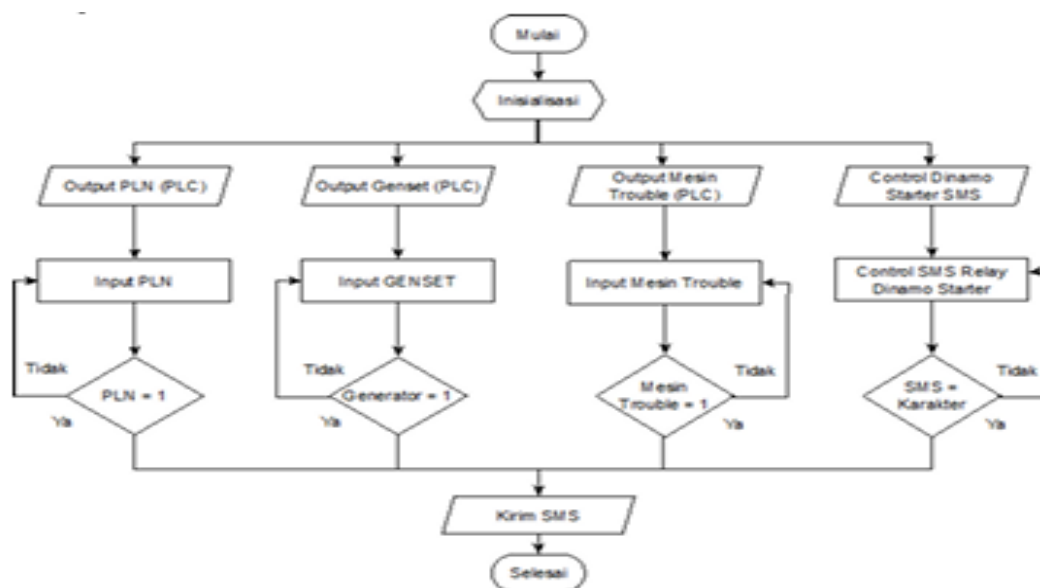 Mulai
Inisialisasi
Output PLN (PLC)
Output Genset (PLC)
Output Mesin
Trouble (PLC)
Control Dinamo
Starter SMS
Input PLN
Input GENSET
Input Mesin Trouble
Control SMS Relay
Dinamo Starter
Tidak
PLN = 1
Ya
Tidak
Generator = 1
Ya
Mesin
Trouble = 1
Tidak
Ya
SMS =
Karakter
Tidak
Ya
Kirim SMS
Selesai